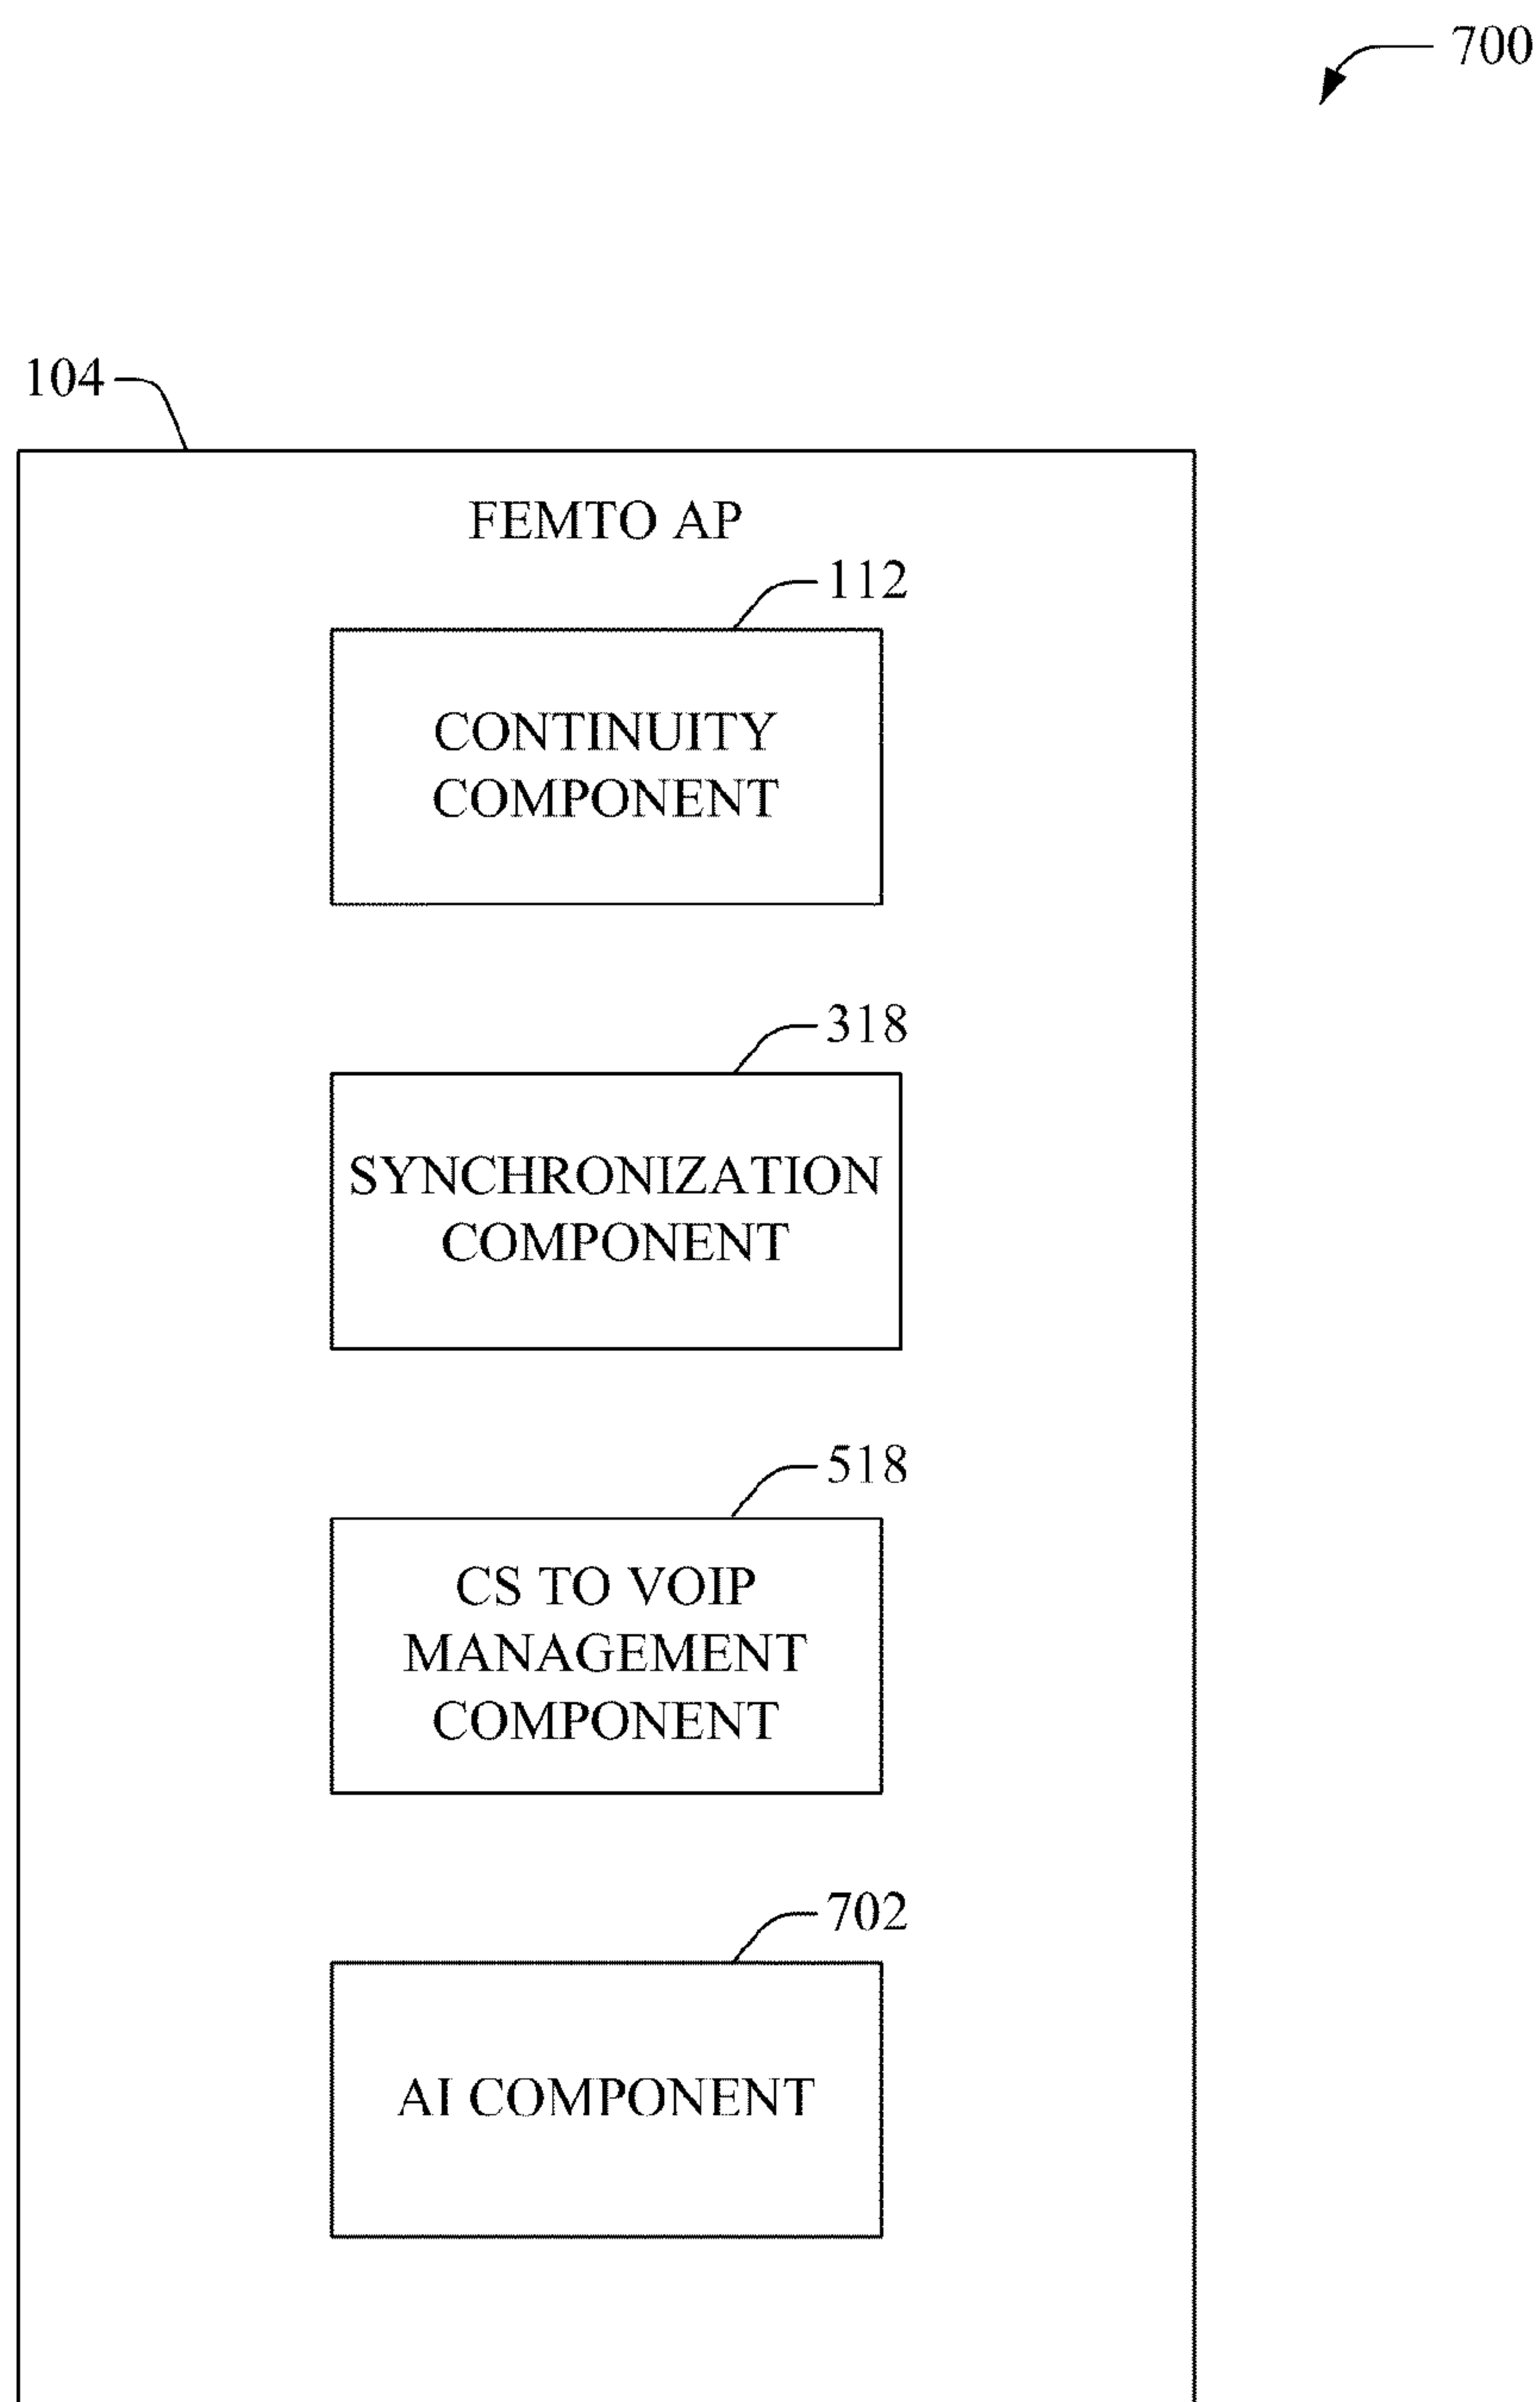 700
104
FEMTO AP
112
CONTINUITY
COMPONENT
318
SYNCHRONIZATION
COMPONENT
518
CS TO VOIP
MANAGEMENT
COMPONENT
702
AI COMPONENT